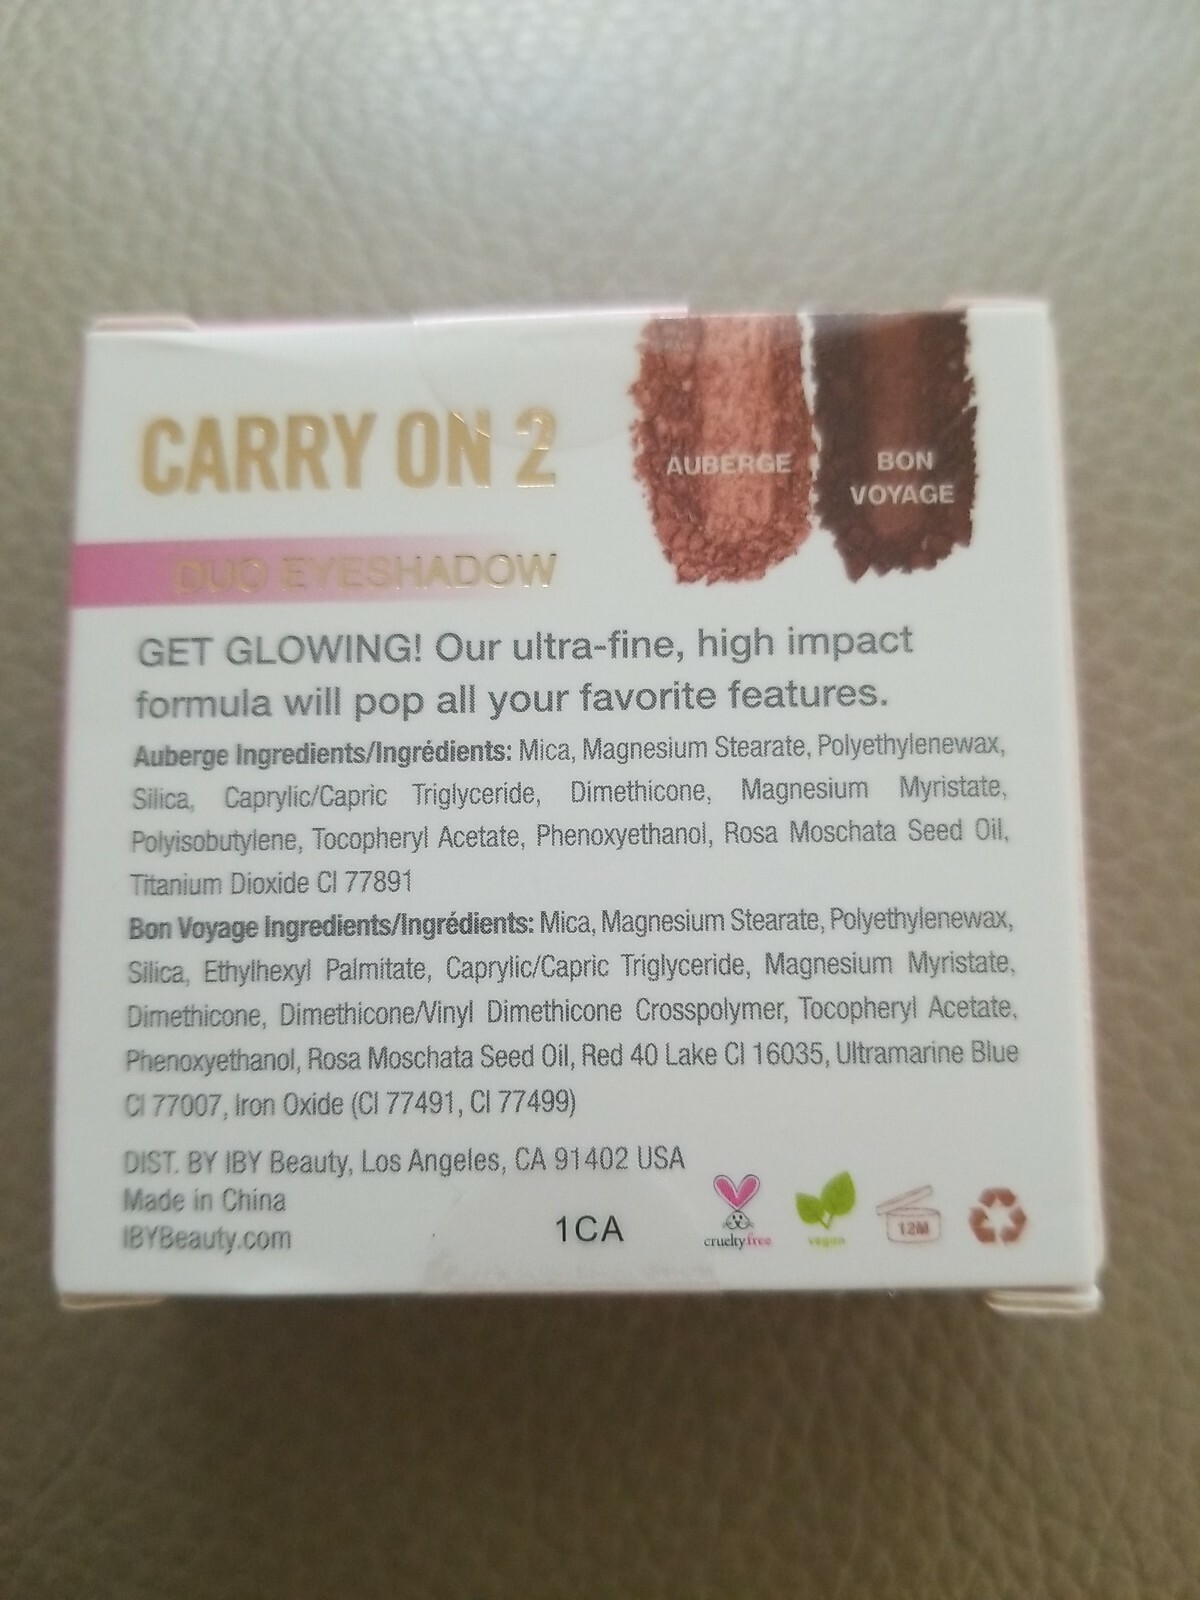 CARRY ON 2
DUO EYESHADOW
AUBERGE
BON
VOYAGE
GET GLOWING! Our ultra-fine, high impact
formula will pop all your favorite features.
Auberge Ingredients/Ingrédients: Mica, Magnesium Stearate, Polyethylenewax,
Silica, Caprylic/Capric Triglyceride, Dimethicone, Magnesium Myristate,
Polyisobutylene, Tocopheryl Acetate, Phenoxyethanol, Rosa Moschata Seed Oil,
Titanium Dioxide CI 77891
Bon Voyage Ingredients/Ingrédients: Mica, Magnesium Stearate, Polyethylenewax,
Silica, Ethylhexyl Palmitate, Caprylic/Capric Triglyceride, Magnesium Myristate,
Dimethicone, Dimethicone/Vinyl Dimethicone Crosspolymer, Tocopheryl Acetate,
Phenoxyethanol, Rosa Moschata Seed Oil, Red 40 Lake CI 16035, Ultramarine Blue
CI 77007, Iron Oxide (CI 77491, CI 77499)
DIST. BY IBY Beauty, Los Angeles, CA 91402 USA
Made in China
IBYBeauty.com
1CA
crueltyfree
vegan
12M